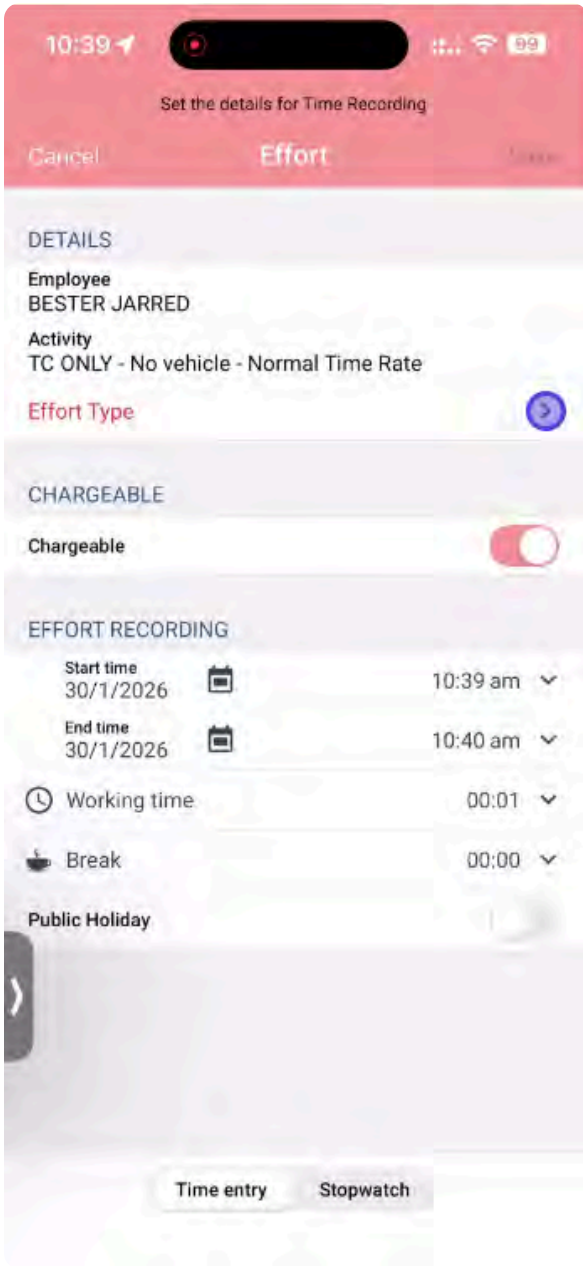 10:39
99
Set the details for Time Recording
Cancel
Effort
DETAILS
Employee
BESTER JARRED
Activity
TC ONLY - No vehicle - Normal Time Rate
Effort Type
CHARGEABLE
Chargeable
EFFORT RECORDING
Start time
30/1/2026
10:39 am
End time
30/1/2026
10:40 am
Working time
00:01
Break
00:00
Public Holiday
Time entry
Stopwatch